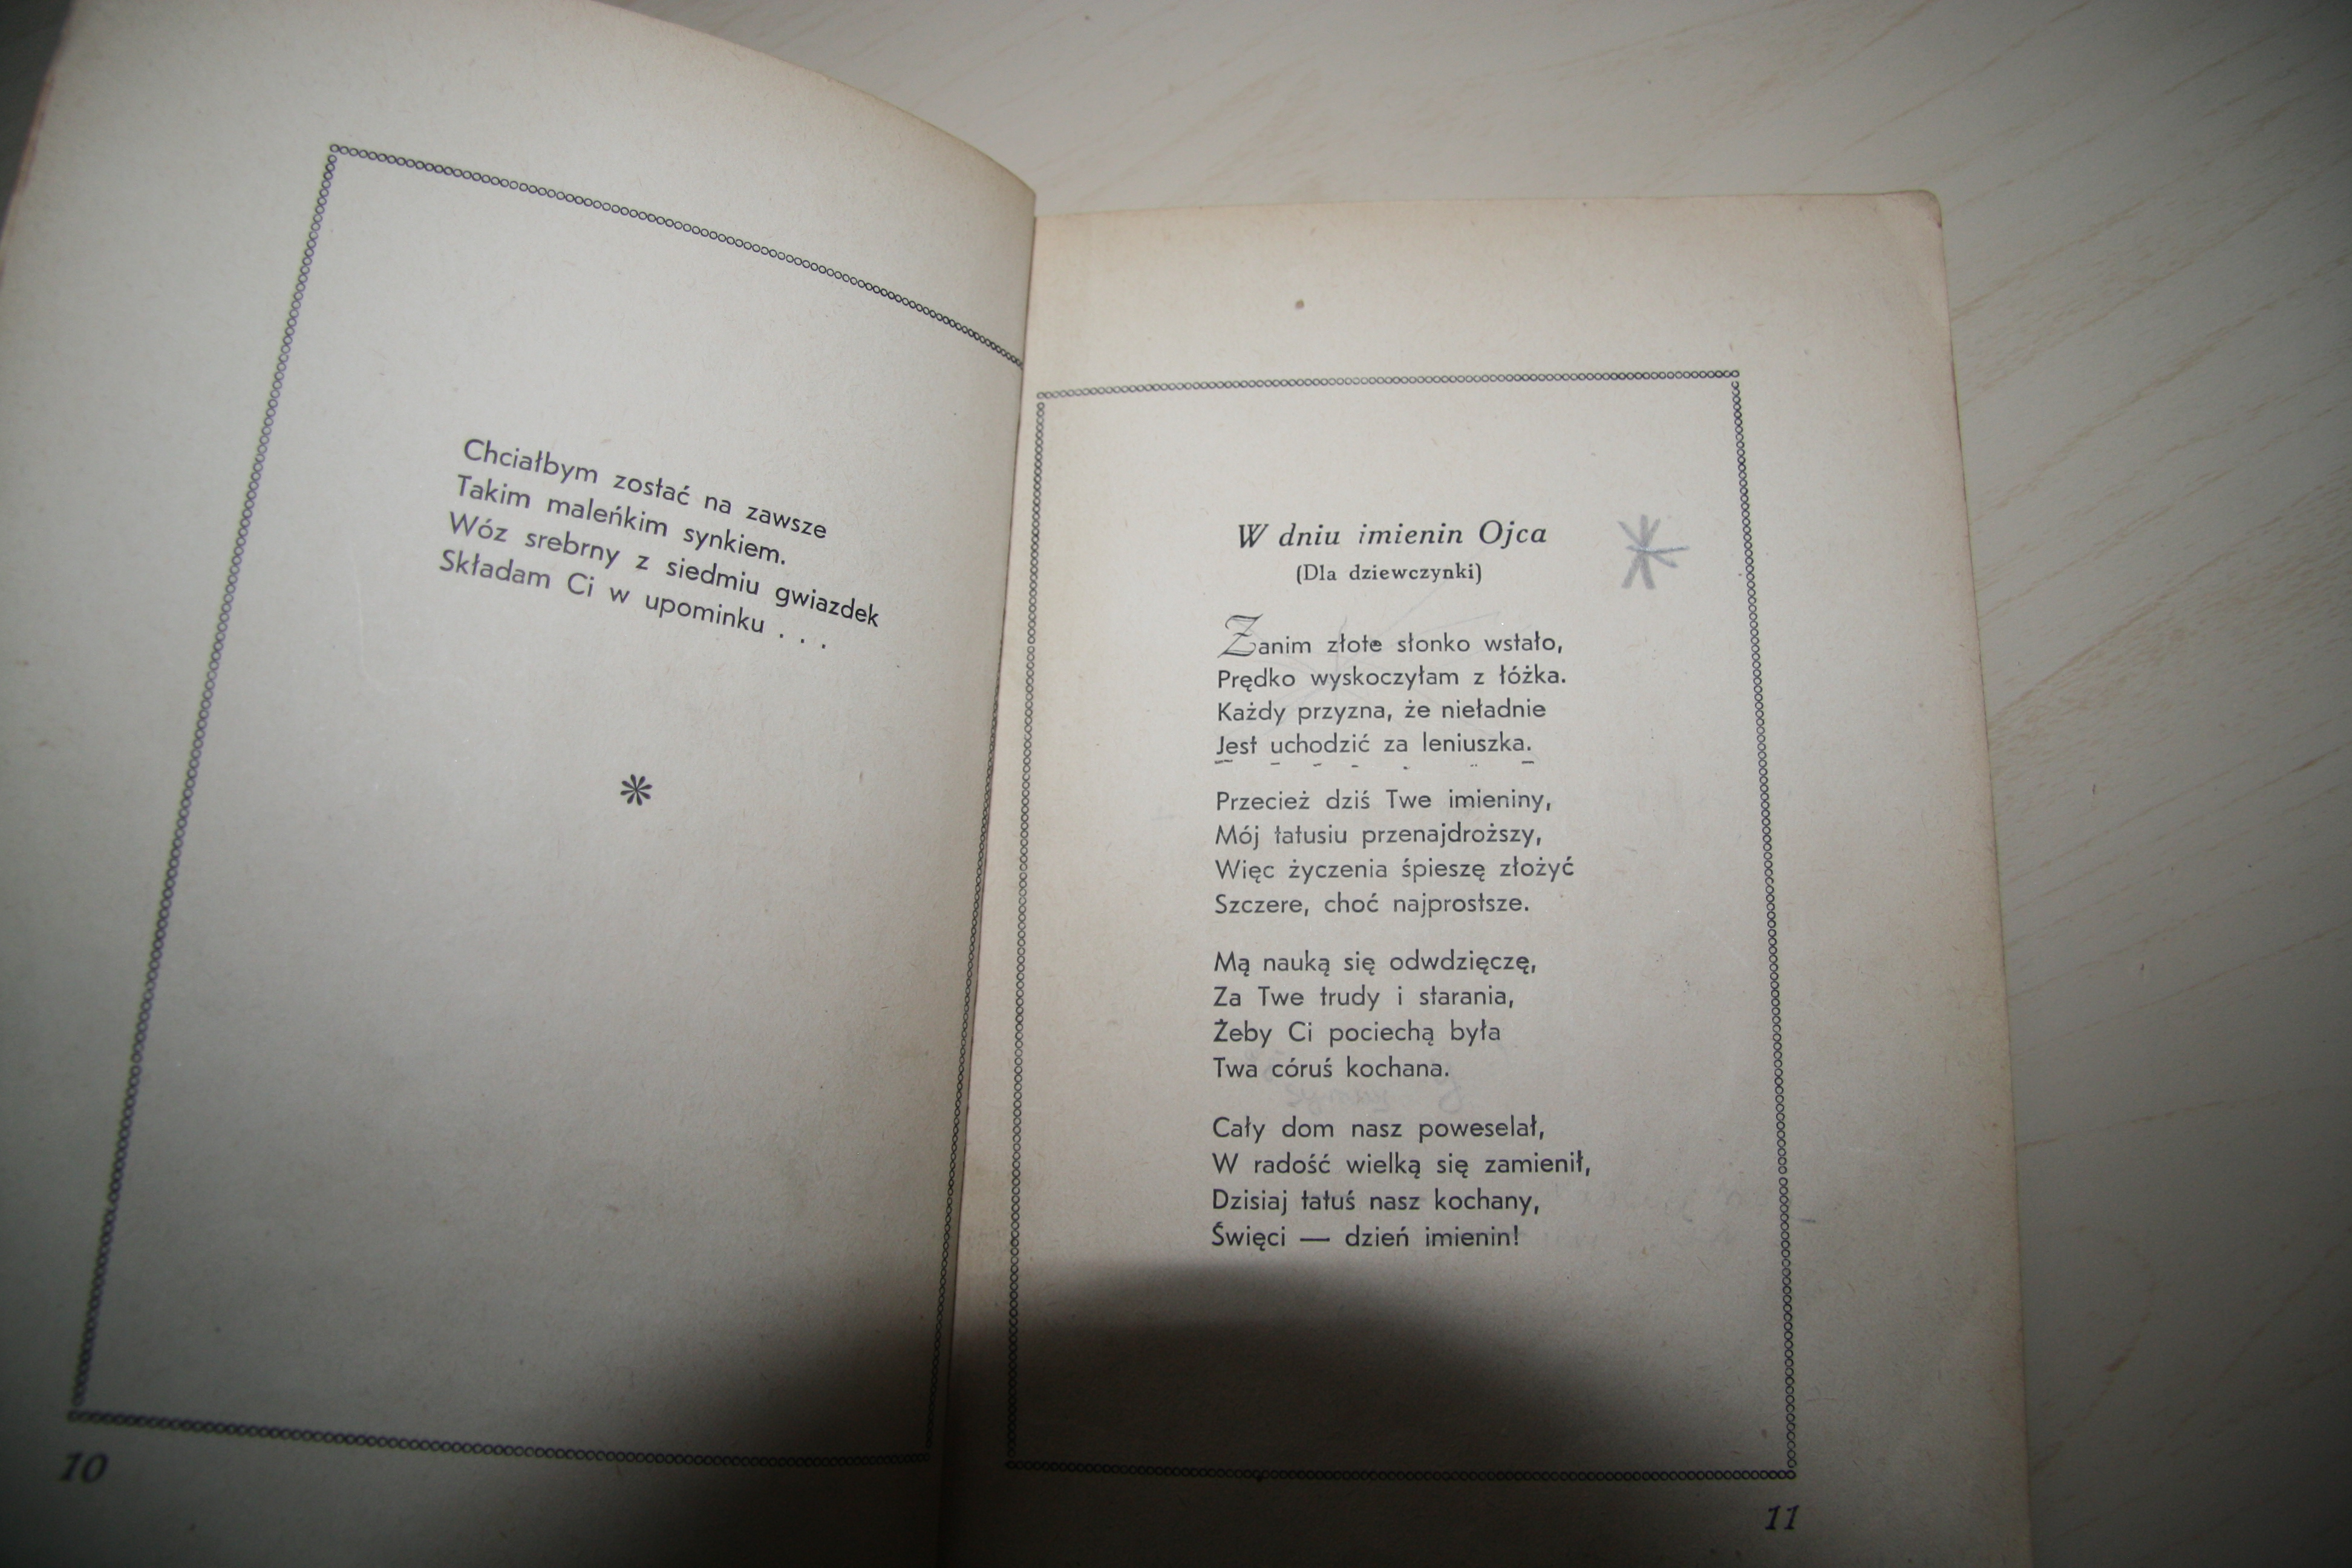 Chciałbym zostać na zawsze
Takim maleńkim synkiem.
Wóz srebrny z siedmiu gwiazdek
Składam Ci w upominku . . .
10
W dniu imienin Ojca
(Dla dziewczynki)
Zanim złote słonko wstało,
Prędko wyskoczyłam z łóżka.
Każdy przyzna, że nieładnie
Jest uchodzić za leniuszka.
Przecież dziś Twe imieniny,
Mój tatusiu przenajdroższy,
Więc życzenia śpieszę złożyć
Szczere, choć najprostsze.
Mą nauką się odwdzięczę,
Za Twe trudy i starania,
Żeby Ci pociechą była
Twa córuś kochana.
Cały dom nasz poweselał,
W radość wielką się zamienił,
Dzisiaj tatuś nasz kochany,
Święci — dzień imienin!
11